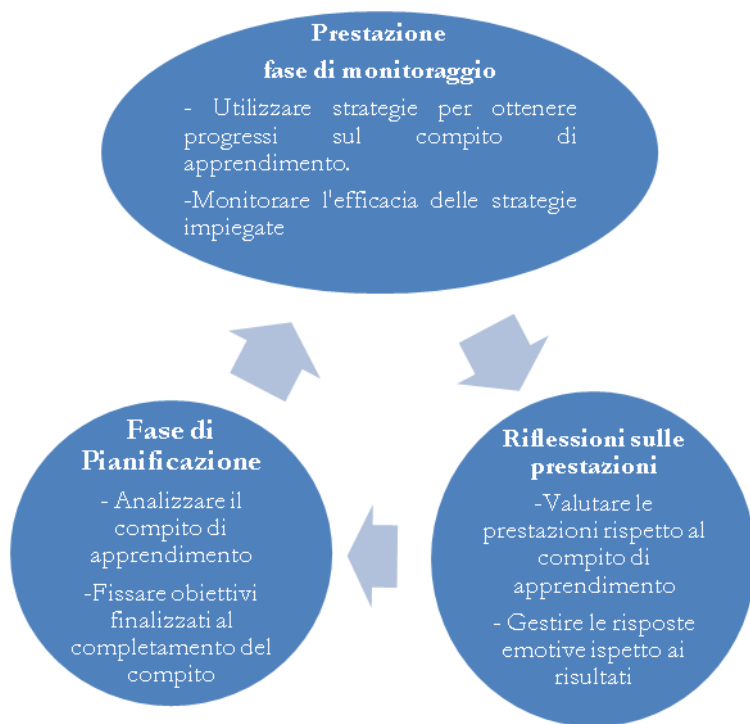 Prestazione
fase di monitoraggio
- Utilizzare strategie per ottenere
progressi sul compito di
apprendimento.
-Monitorare l'efficacia delle strategie
impiegate
Fase di
Pianificazione
- Analizzare il
compito di
apprendimento
-Fissare obiettivi
finalizzati al
completamento del
compito
Riflessioni sulle
prestazioni
-Valutare le
prestazioni rispetto al
compito di
apprendimento
- Gestire le risposte
emotive ispetto ai
risultati